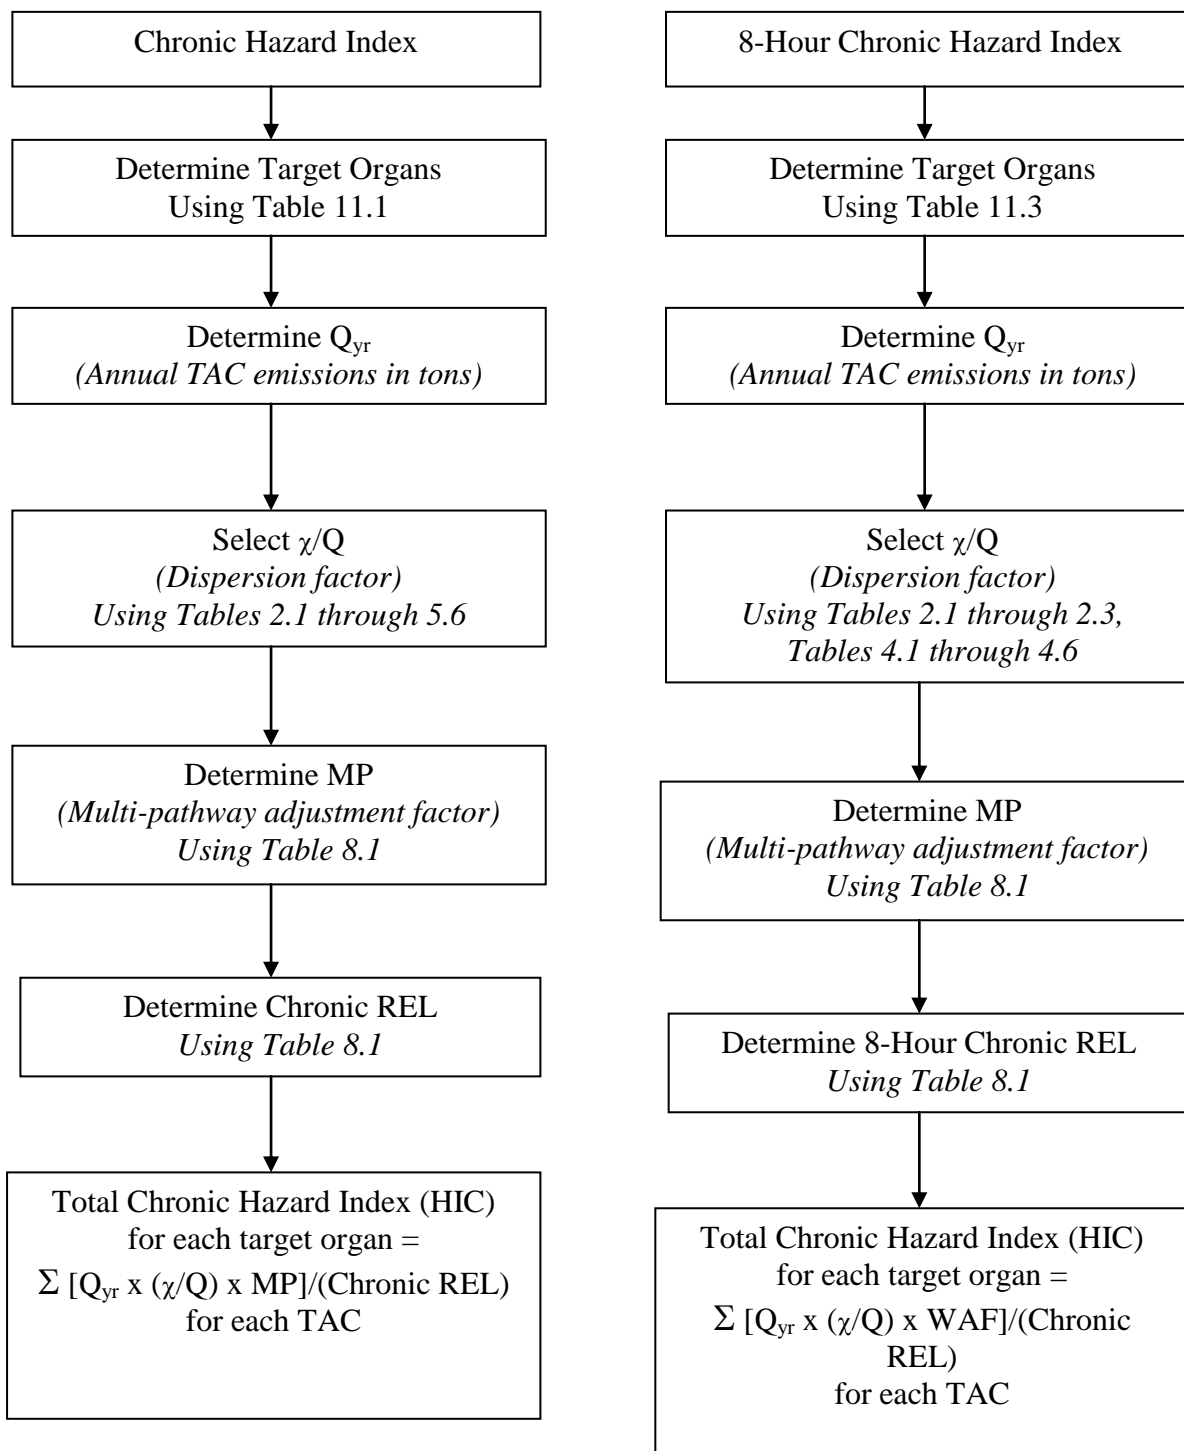 Chronic Hazard Index
Determine Target Organs
Using Table 11.1
Determine Qyr
(Annual TAC emissions in tons)
Select χ/Q
(Dispersion factor)
Using Tables 2.1 through 5.6
Determine MP
(Multi-pathway adjustment factor)
Using Table 8.1
Determine Chronic REL
Using Table 8.1
Total Chronic Hazard Index (HIC)
for each target organ =
Σ [Qyr x (χ/Q) x MP]/(Chronic REL)
for each TAC
8-Hour Chronic Hazard Index
Determine Target Organs
Using Table 11.3
Determine Qyr
(Annual TAC emissions in tons)
Select χ/Q
(Dispersion factor)
Using Tables 2.1 through 2.3,
Tables 4.1 through 4.6
Determine MP
(Multi-pathway adjustment factor)
Using Table 8.1
Determine 8-Hour Chronic REL
Using Table 8.1
Total Chronic Hazard Index (HIC)
for each target organ =
Σ [Qyr x (χ/Q) x WAF]/(Chronic
REL)
for each TAC